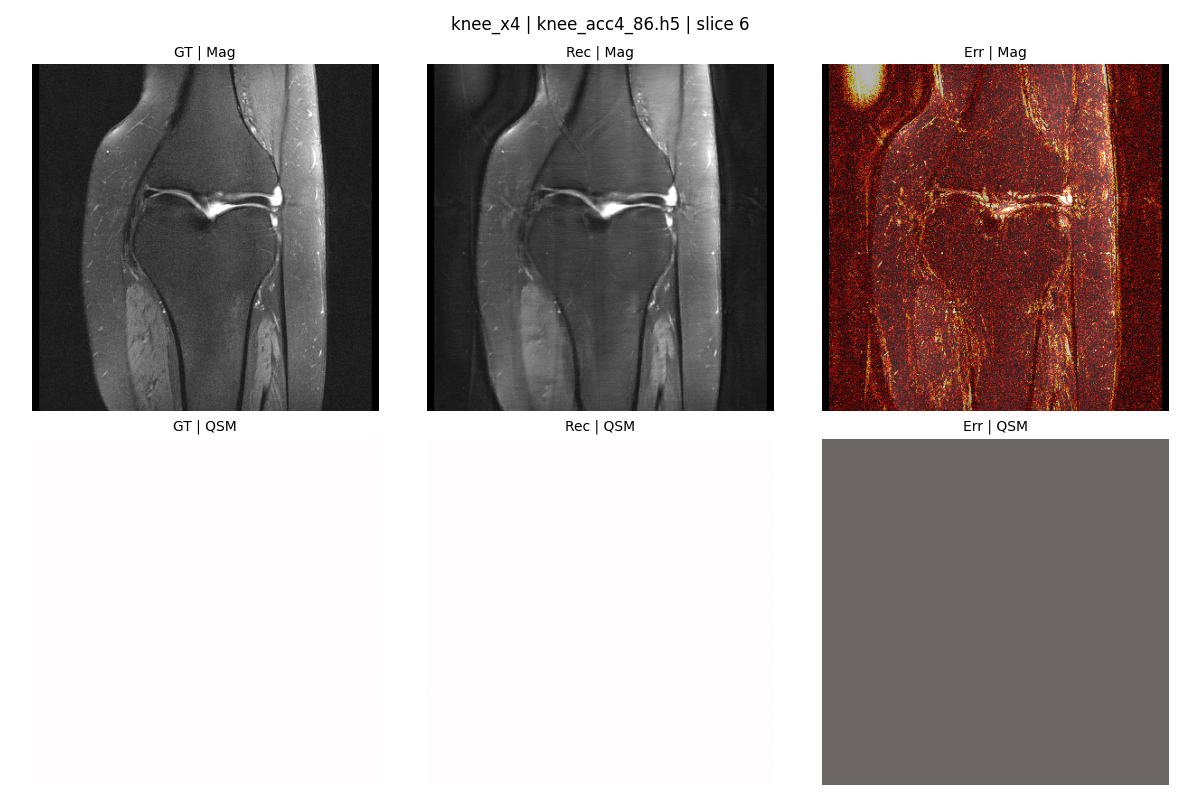 knee_x4 | knee_acc4_86.h5 | slice 6
GT | Mag
Rec | Mag
Err | Mag
GT | QSM
Rec | QSM
Err | QSM